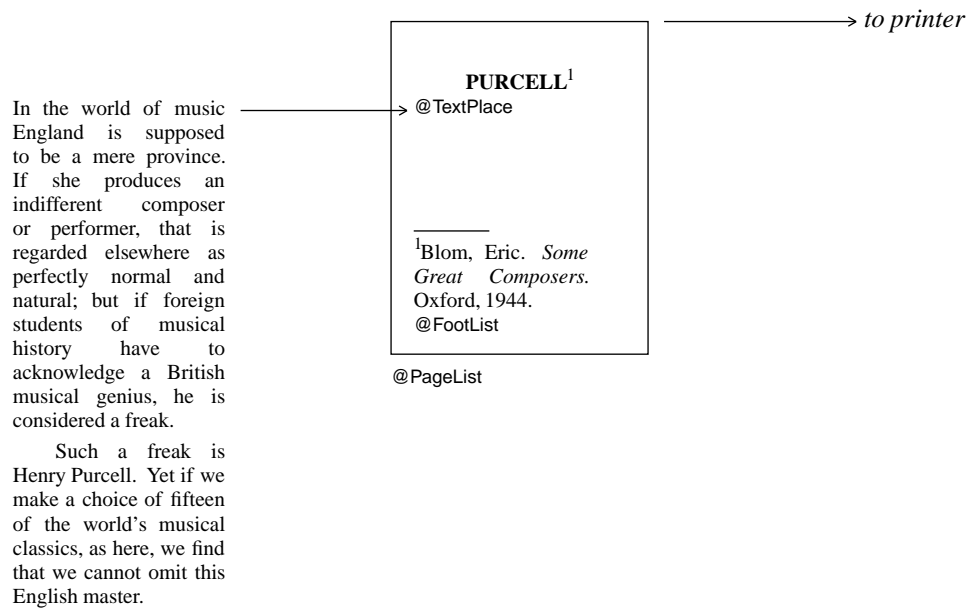 to printer
PURCELL1
@TextPlace
1Blom, Eric. Some
Great Composers.
Oxford, 1944.
@FootList
@PageList
In the world of music
England is supposed
to be a mere province.
If she produces an
indifferent composer
or performer, that is
regarded elsewhere as
perfectly normal and
natural; but if foreign
students of musical
history have to
acknowledge a British
musical genius, he is
considered a freak.
Such a freak is
Henry Purcell. Yet if we
make a choice of fifteen
of the world's musical
classics, as here, we find
that we cannot omit this
English master.